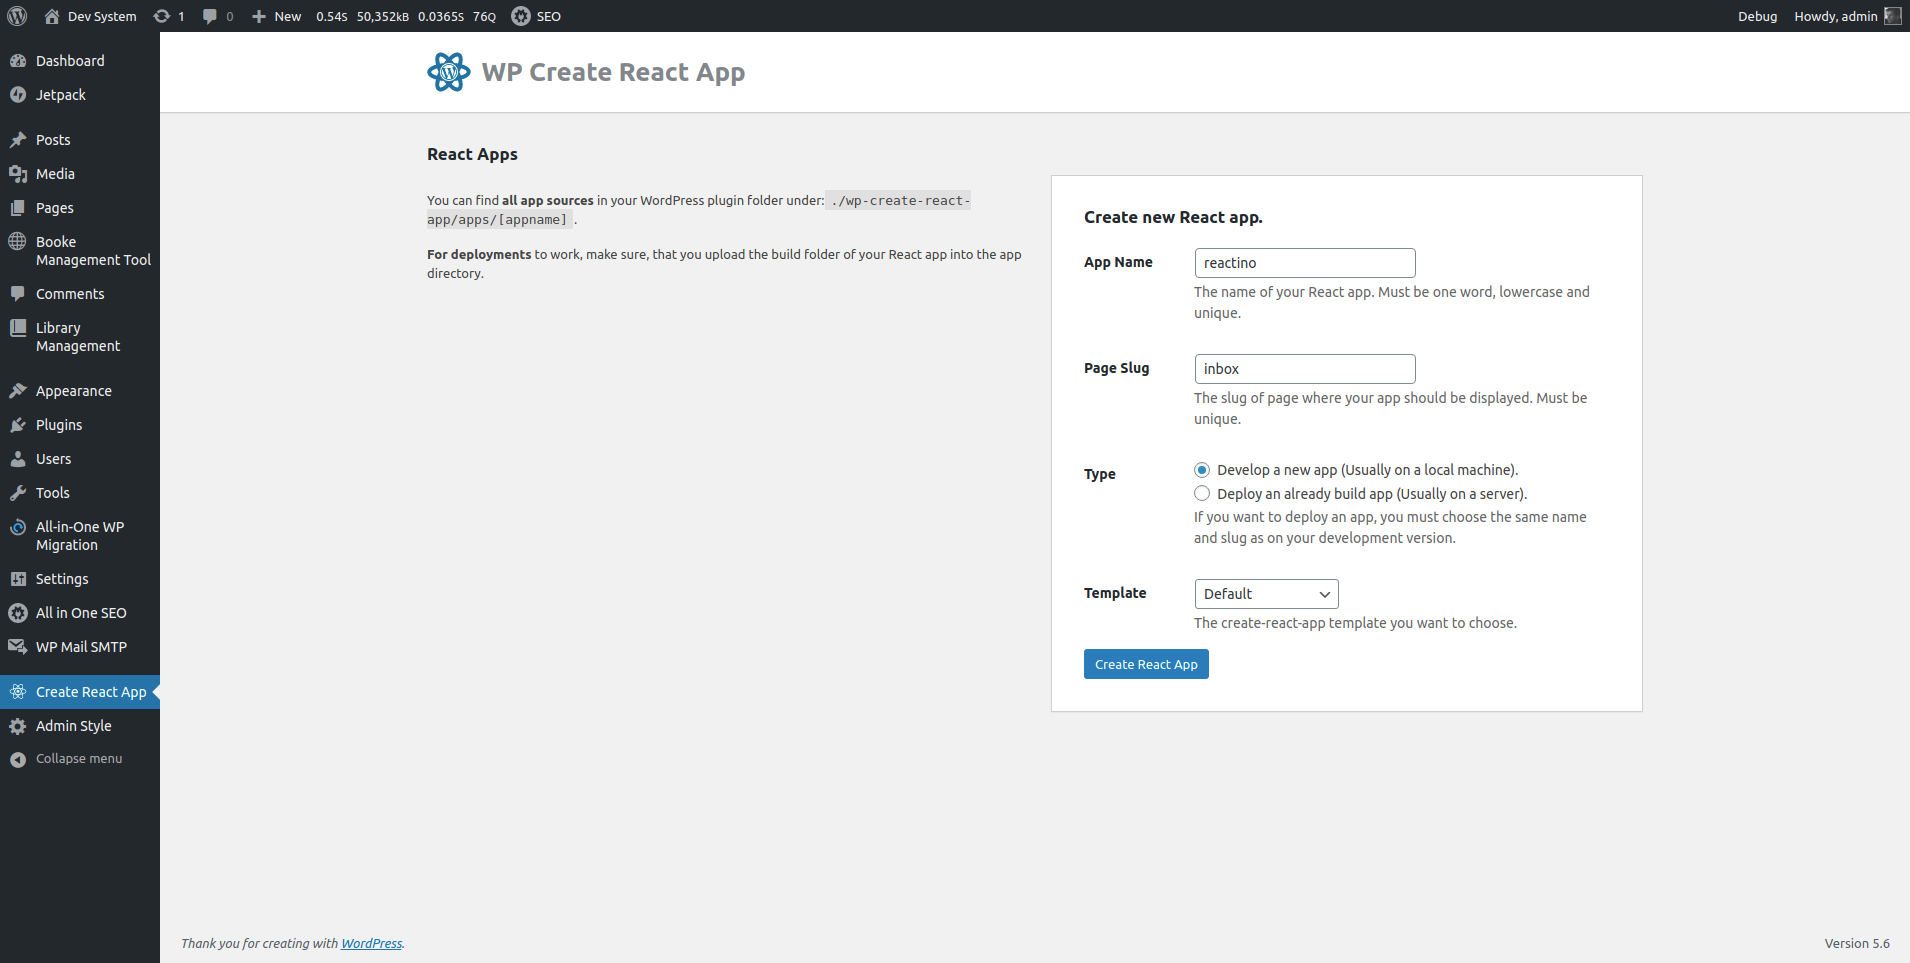 Dev System 1 0 New 0.54s 50,352kB 0.0365s 76Q SEO Debug Howdy, admin
Dashboard
Jetpack
Posts
Media
Pages
Booke
Management Tool
Comments
Library
Management
Appearance
Plugins
Users
Tools
All-in-One WP
Migration
Settings
All in One SEO
WP Mail SMTP
Create React App
Admin Style
Collapse menu
WP Create React App
React Apps
You can find all app sources in your WordPress plugin folder under: ./wp-create-react-
app/apps/[appname] .
For deployments to work, make sure, that you upload the build folder of your React app into the app
directory.
Create new React app.
App Name reactino
The name of your React app. Must be one word, lowercase and
unique.
Page Slug inbox
The slug of page where your app should be displayed. Must be
unique.
Type Develop a new app (Usually on a local machine).
Deploy an already build app (Usually on a server).
If you want to deploy an app, you must choose the same name
and slug as on your development version.
Template Default
The create-react-app template you want to choose.
Create React App
Thank you for creating with WordPress. Version 5.6